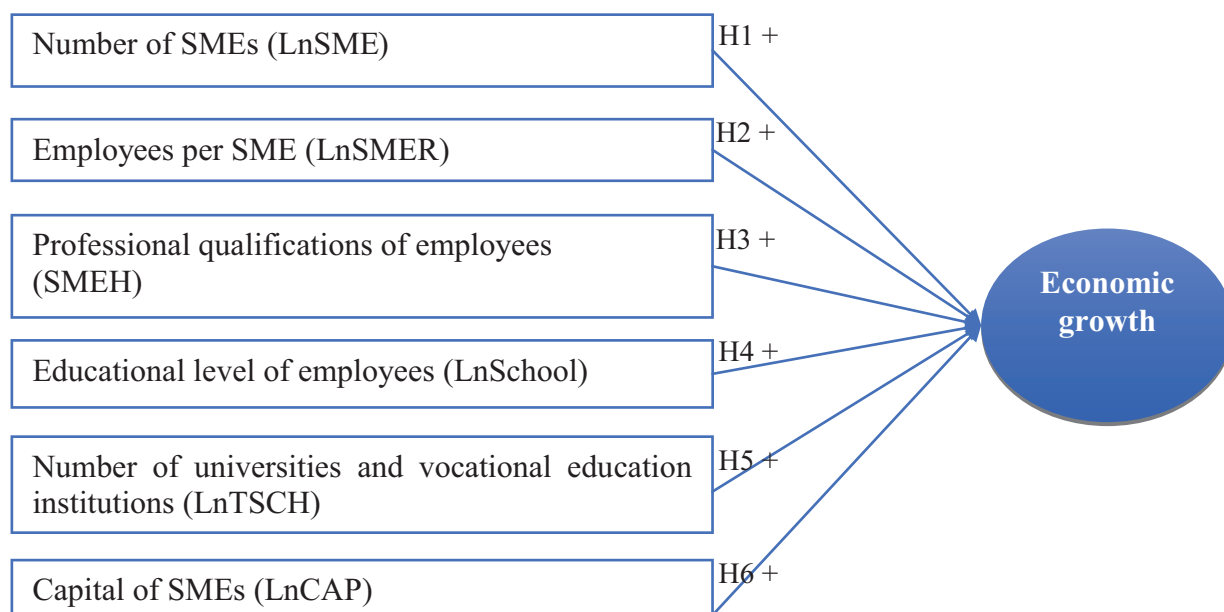 Number of SMEs (LnSME)
H1 +
Employees per SME (LnSMER)
H2 +
Professional qualifications of employees
(SMEH)
H3 +
Educational level of employees (LnSchool)
H4 +
Number of universities and vocational education
institutions (LnTSCH)
H5 +
Capital of SMEs (LnCAP)
H6 +
Economic
growth